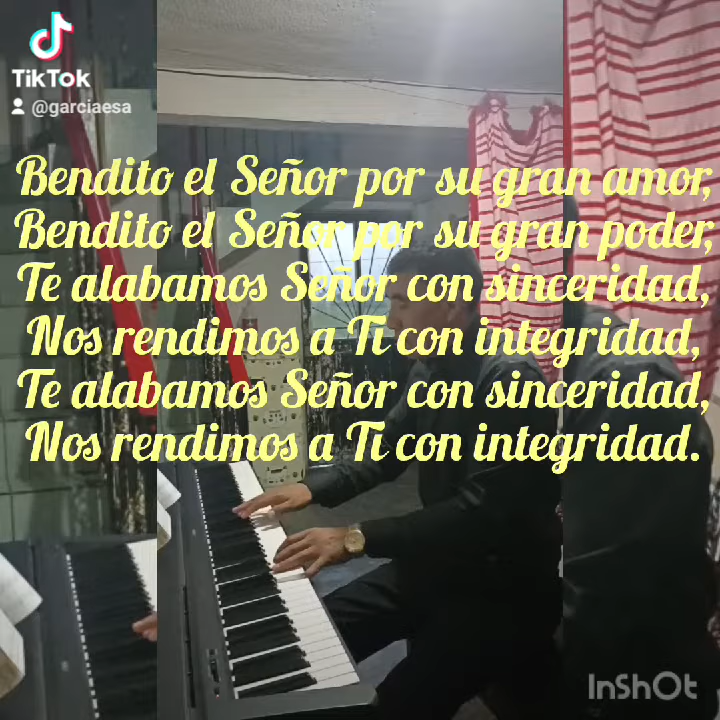 TikTok
@garciaesa
Bendito el Señor por su gran amor,
Bendito el Señor por su gran poder,
Te alabamos Señor con sinceridad,
Nos rendimos a Ti con integridad,
Te alabamos Señor con sinceridad,
Nos rendimos a Ti con integridad.
InShOt